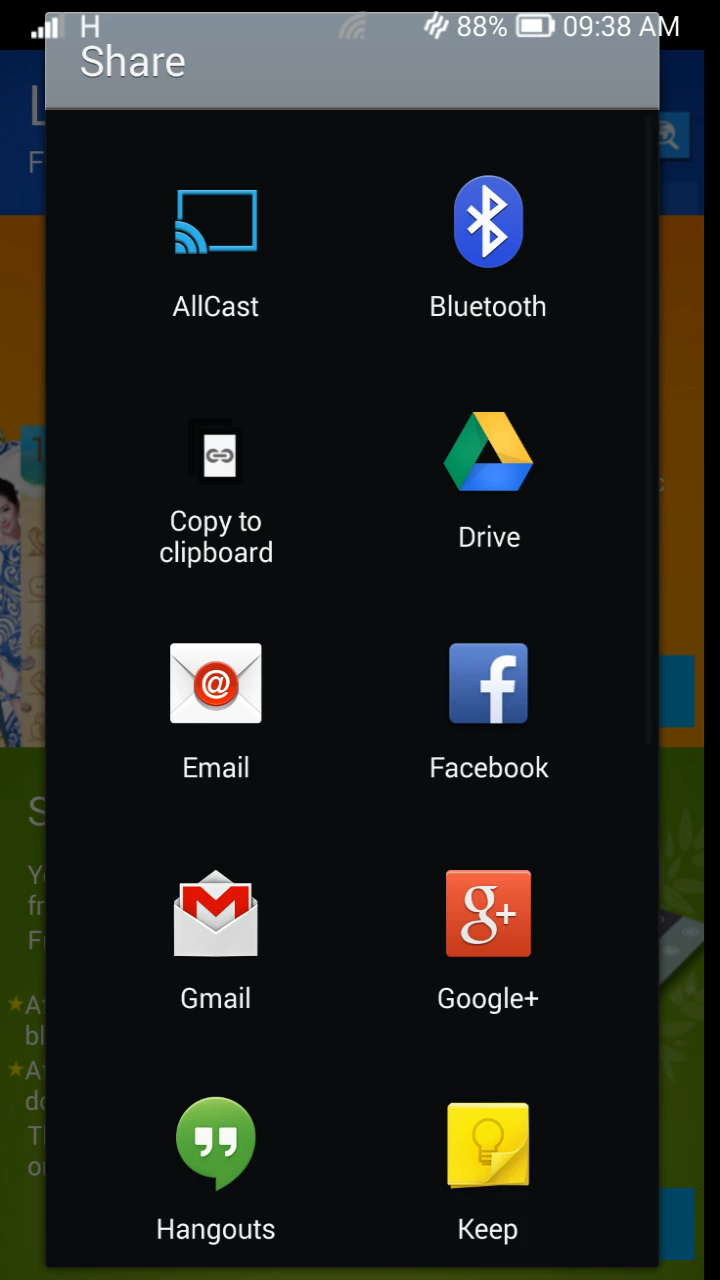 H 88% 09:38 AM
Share
AllCast Bluetooth
Copy to
clipboard
Drive
Email Facebook
Gmail Google+
Hangouts Keep